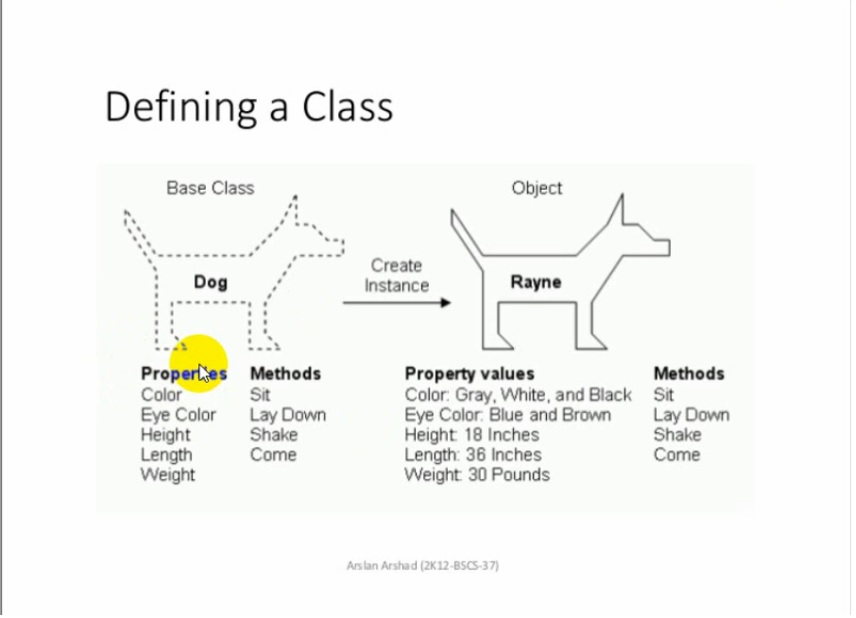 Defining a Class
Base Class
Dog
Create
Instance
Object
Rayne
Properties
Color
Eye Color
Height
Length
Weight
Methods
Sit
Lay Down
Shake
Come
Property values
Color: Gray, White, and Black
Eye Color: Blue and Brown
Height: 18 Inches
Length: 36 Inches
Weight: 30 Pounds
Methods
Sit
Lay Down
Shake
Come
Arslan Arshad (2K12-BSCS-37)